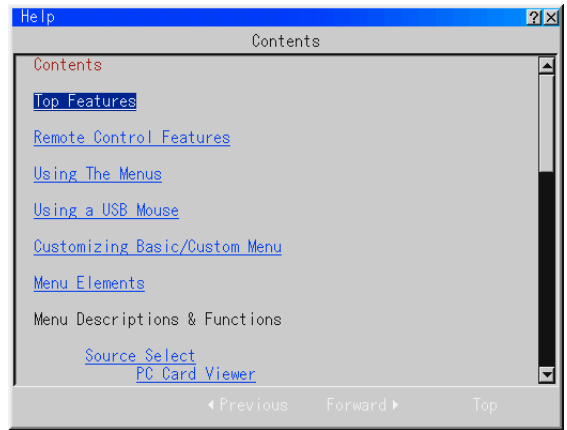 Help
Contents
Contents
Top Features
Remote Control Features
Using The Menus
Using a USB Mouse
Customizing Basic/Custom Menu
Menu Elements
Menu Descriptions & Functions
Source Select
PC Card Viewer
Previous Forward Top